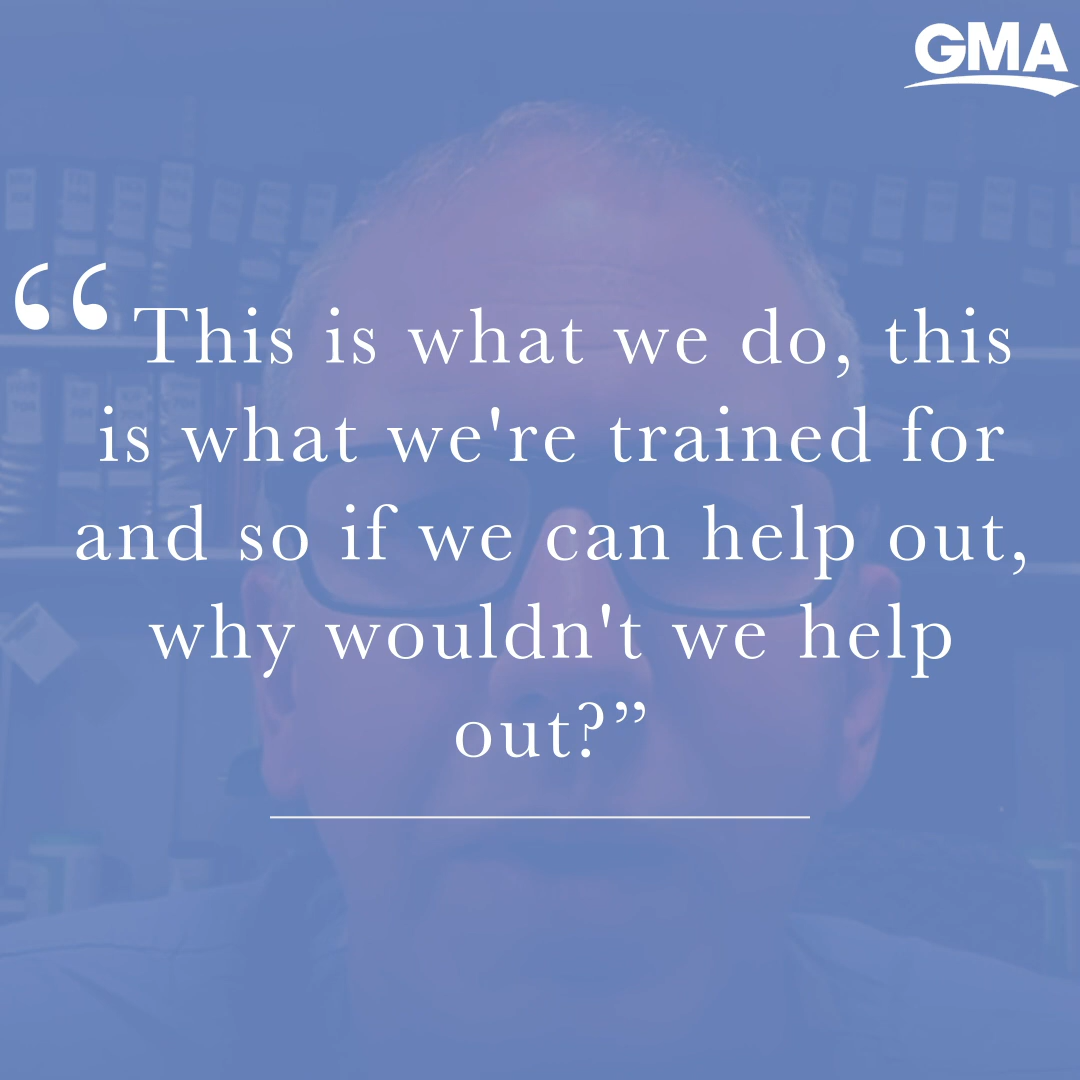 GMA
“This is what we do, this
is what we're trained for
and so if we can help out,
why wouldn't we help
out?”